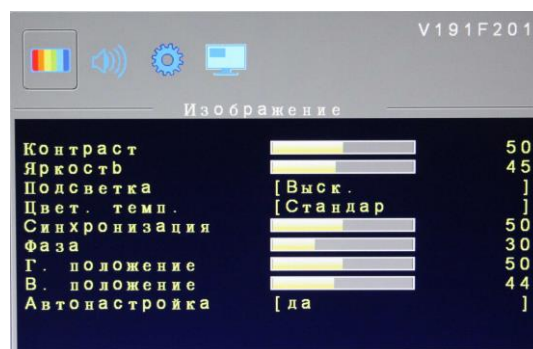 V191F201
Изображение
Контраст 50
Яркость 45
Подсветка [Выск. ]
Цвет. темп. [Стандар ]
Синхронизация 50
Фаза 30
Г. положение 50
В. положение 44
Автонастройка [да ]